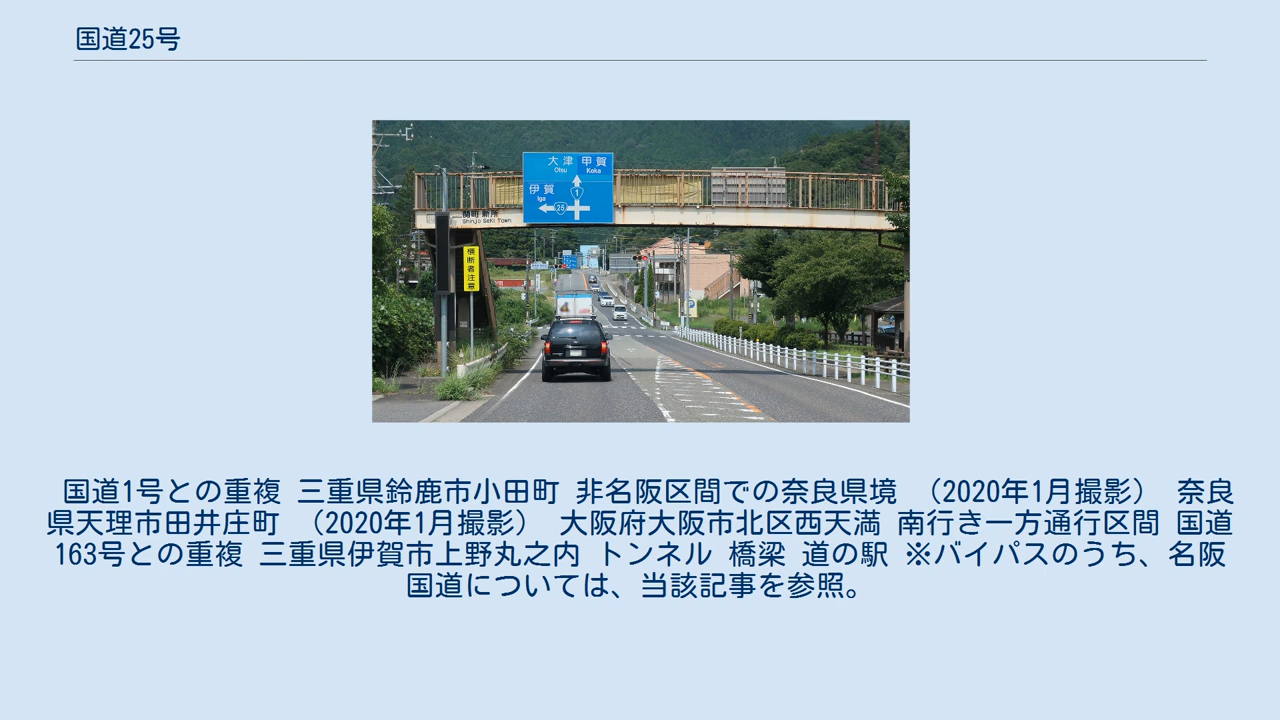 国道25号
大津 甲賀
Otsu Koka
伊賀
Iga
1
25
関町 新所
Shinjo Seki Town
横断者注意
国道1号との重複 三重県鈴鹿市小田町 非名阪区間での奈良県境 （2020年1月撮影） 奈良
県天理市田井庄町 （2020年1月撮影） 大阪府大阪市北区西天満 南行き一方通行区間 国道
163号との重複 三重県伊賀市上野丸之内 トンネル 橋梁 道の駅 ※バイパスのうち、名阪
国道については、当該記事を参照。